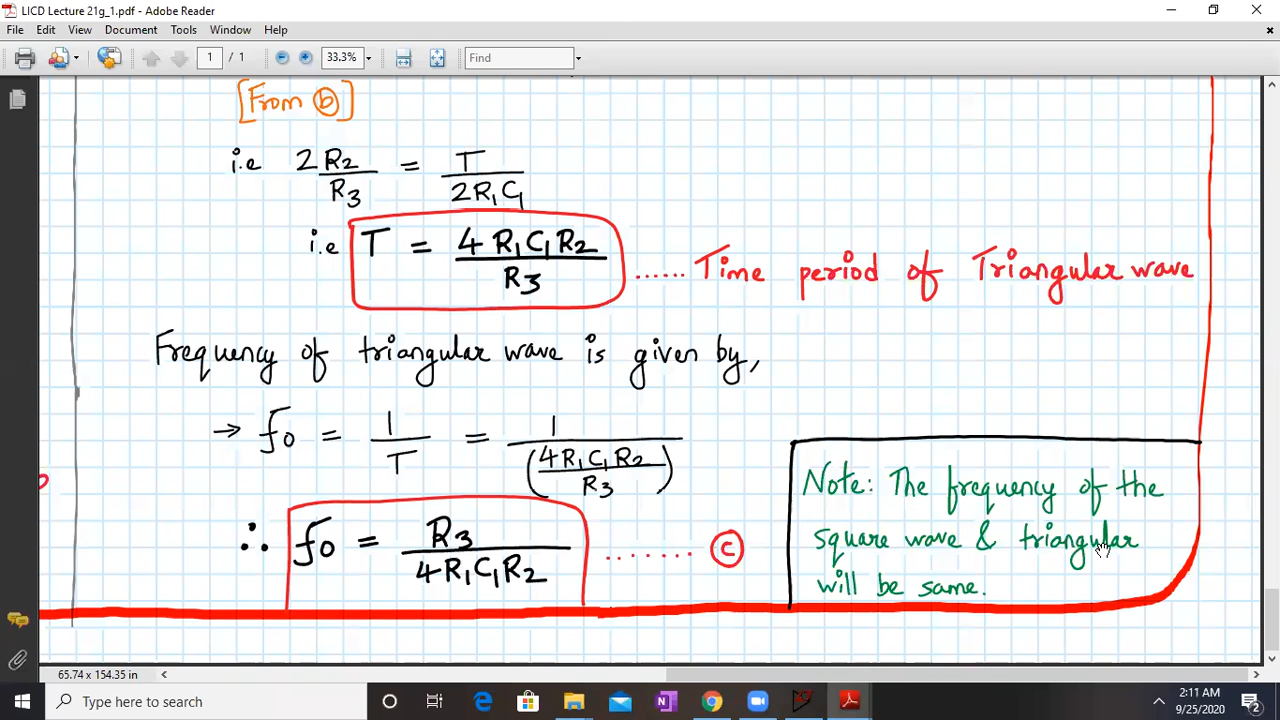 LICD Lecture 21g_1.pdf - Adobe Reader
File Edit View Document Tools Window Help
1 / 1 33.3% Find
[From ⓑ]
i.e 2R2/R3 = T/2R1C1
i.e T = 4R1C1R2/R3 ...... Time period of Triangular wave
Frequency of triangular wave is given by,
→ fo = 1/T = 1/(4R1C1R2/R3)
∴ fo = R3/4R1C1R2 ....... ⓒ
Note: The frequency of the
square wave & triangular
will be same.
65.74 x 154.35 in
Type here to search
2:11 AM
9/25/2020
2